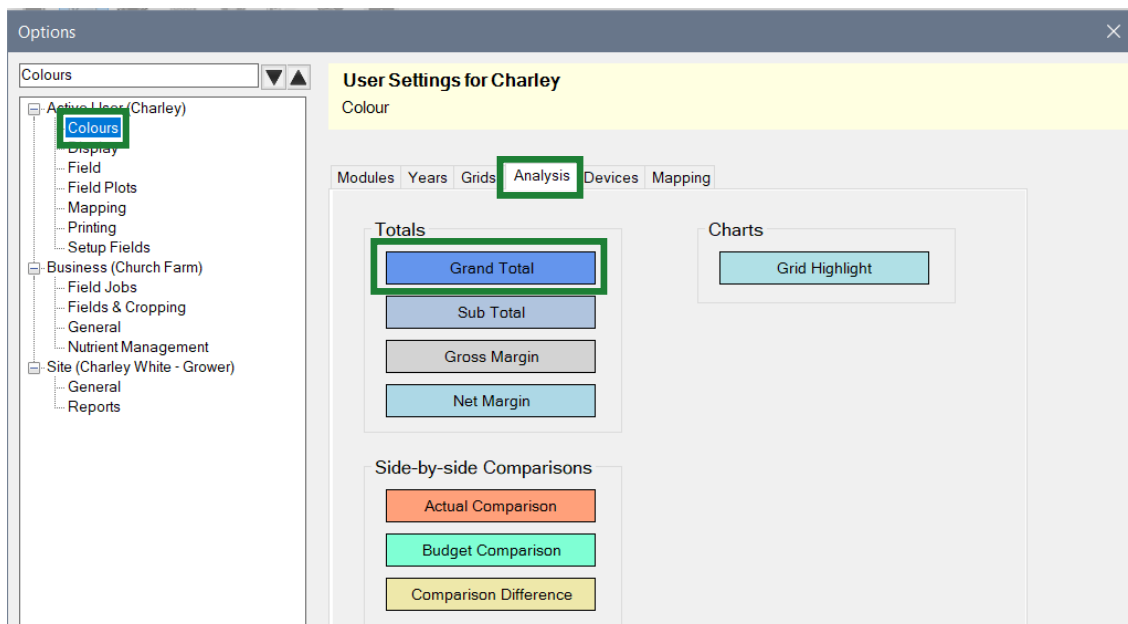 Options
Colours
Active User (Charley)
Colours
Display
Field
Field Plots
Mapping
Printing
Setup Fields
Business (Church Farm)
Field Jobs
Fields & Cropping
General
Nutrient Management
Site (Charley White - Grower)
General
Reports
User Settings for Charley
Colour
Modules Years Grids Analysis Devices Mapping
Totals
Grand Total
Sub Total
Gross Margin
Net Margin
Charts
Grid Highlight
Side-by-side Comparisons
Actual Comparison
Budget Comparison
Comparison Difference